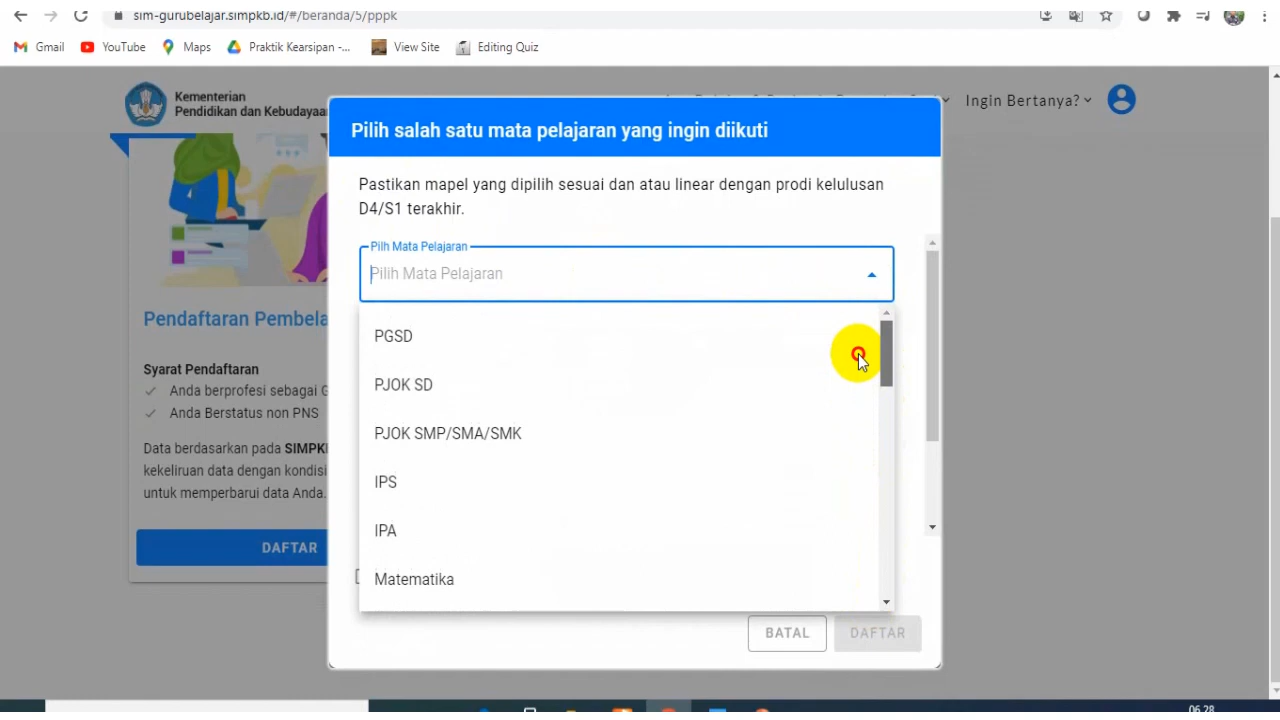 sim-gurubelajar.simpkb.id/#/beranda/5/pppk
Gmail
YouTube
Maps
Praktik Kearsipan -...
View Site
Editing Quiz
Kementerian
Pendidikan dan Kebudayaan
Ingin Bertanya?
Pilih salah satu mata pelajaran yang ingin diikuti
Pastikan mapel yang dipilih sesuai dan atau linear dengan prodi kelulusan
D4/S1 terakhir.
Pilh Mata Pelajaran
Pilih Mata Pelajaran
PGSD
PJOK SD
PJOK SMP/SMA/SMK
IPS
IPA
Matematika
BATAL
DAFTAR
Pendaftaran Pembela
Syarat Pendaftaran
Anda berprofesi sebagai G
Anda Berstatus non PNS
Data berdasarkan pada SIMPK
kekeliruan data dengan kondisi
untuk memperbarui data Anda.
DAFTAR
06.28